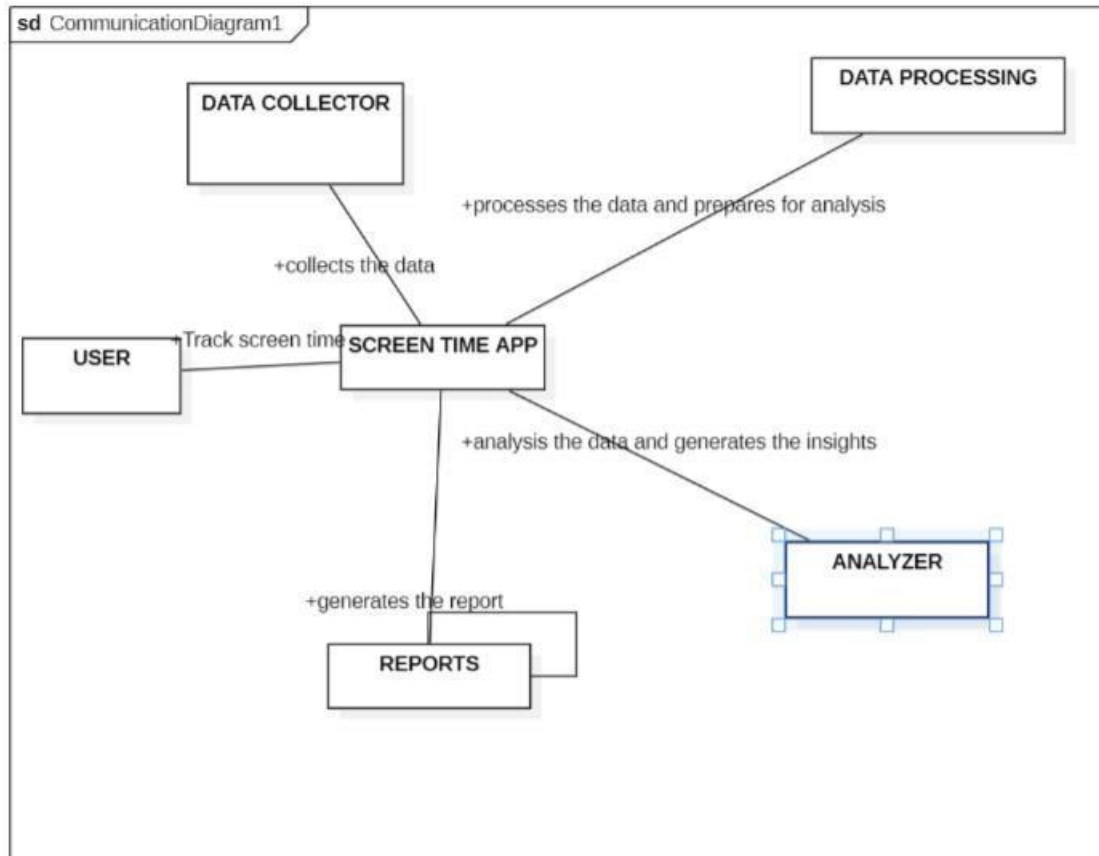 sd CommunicationDiagram1
DATA PROCESSING
DATA COLLECTOR
+processes the data and prepares for analysis
+collects the data
+Track screen time
SCREEN TIME APP
USER
+analysis the data and generates the insights
ANALYZER
+generates the report
REPORTS